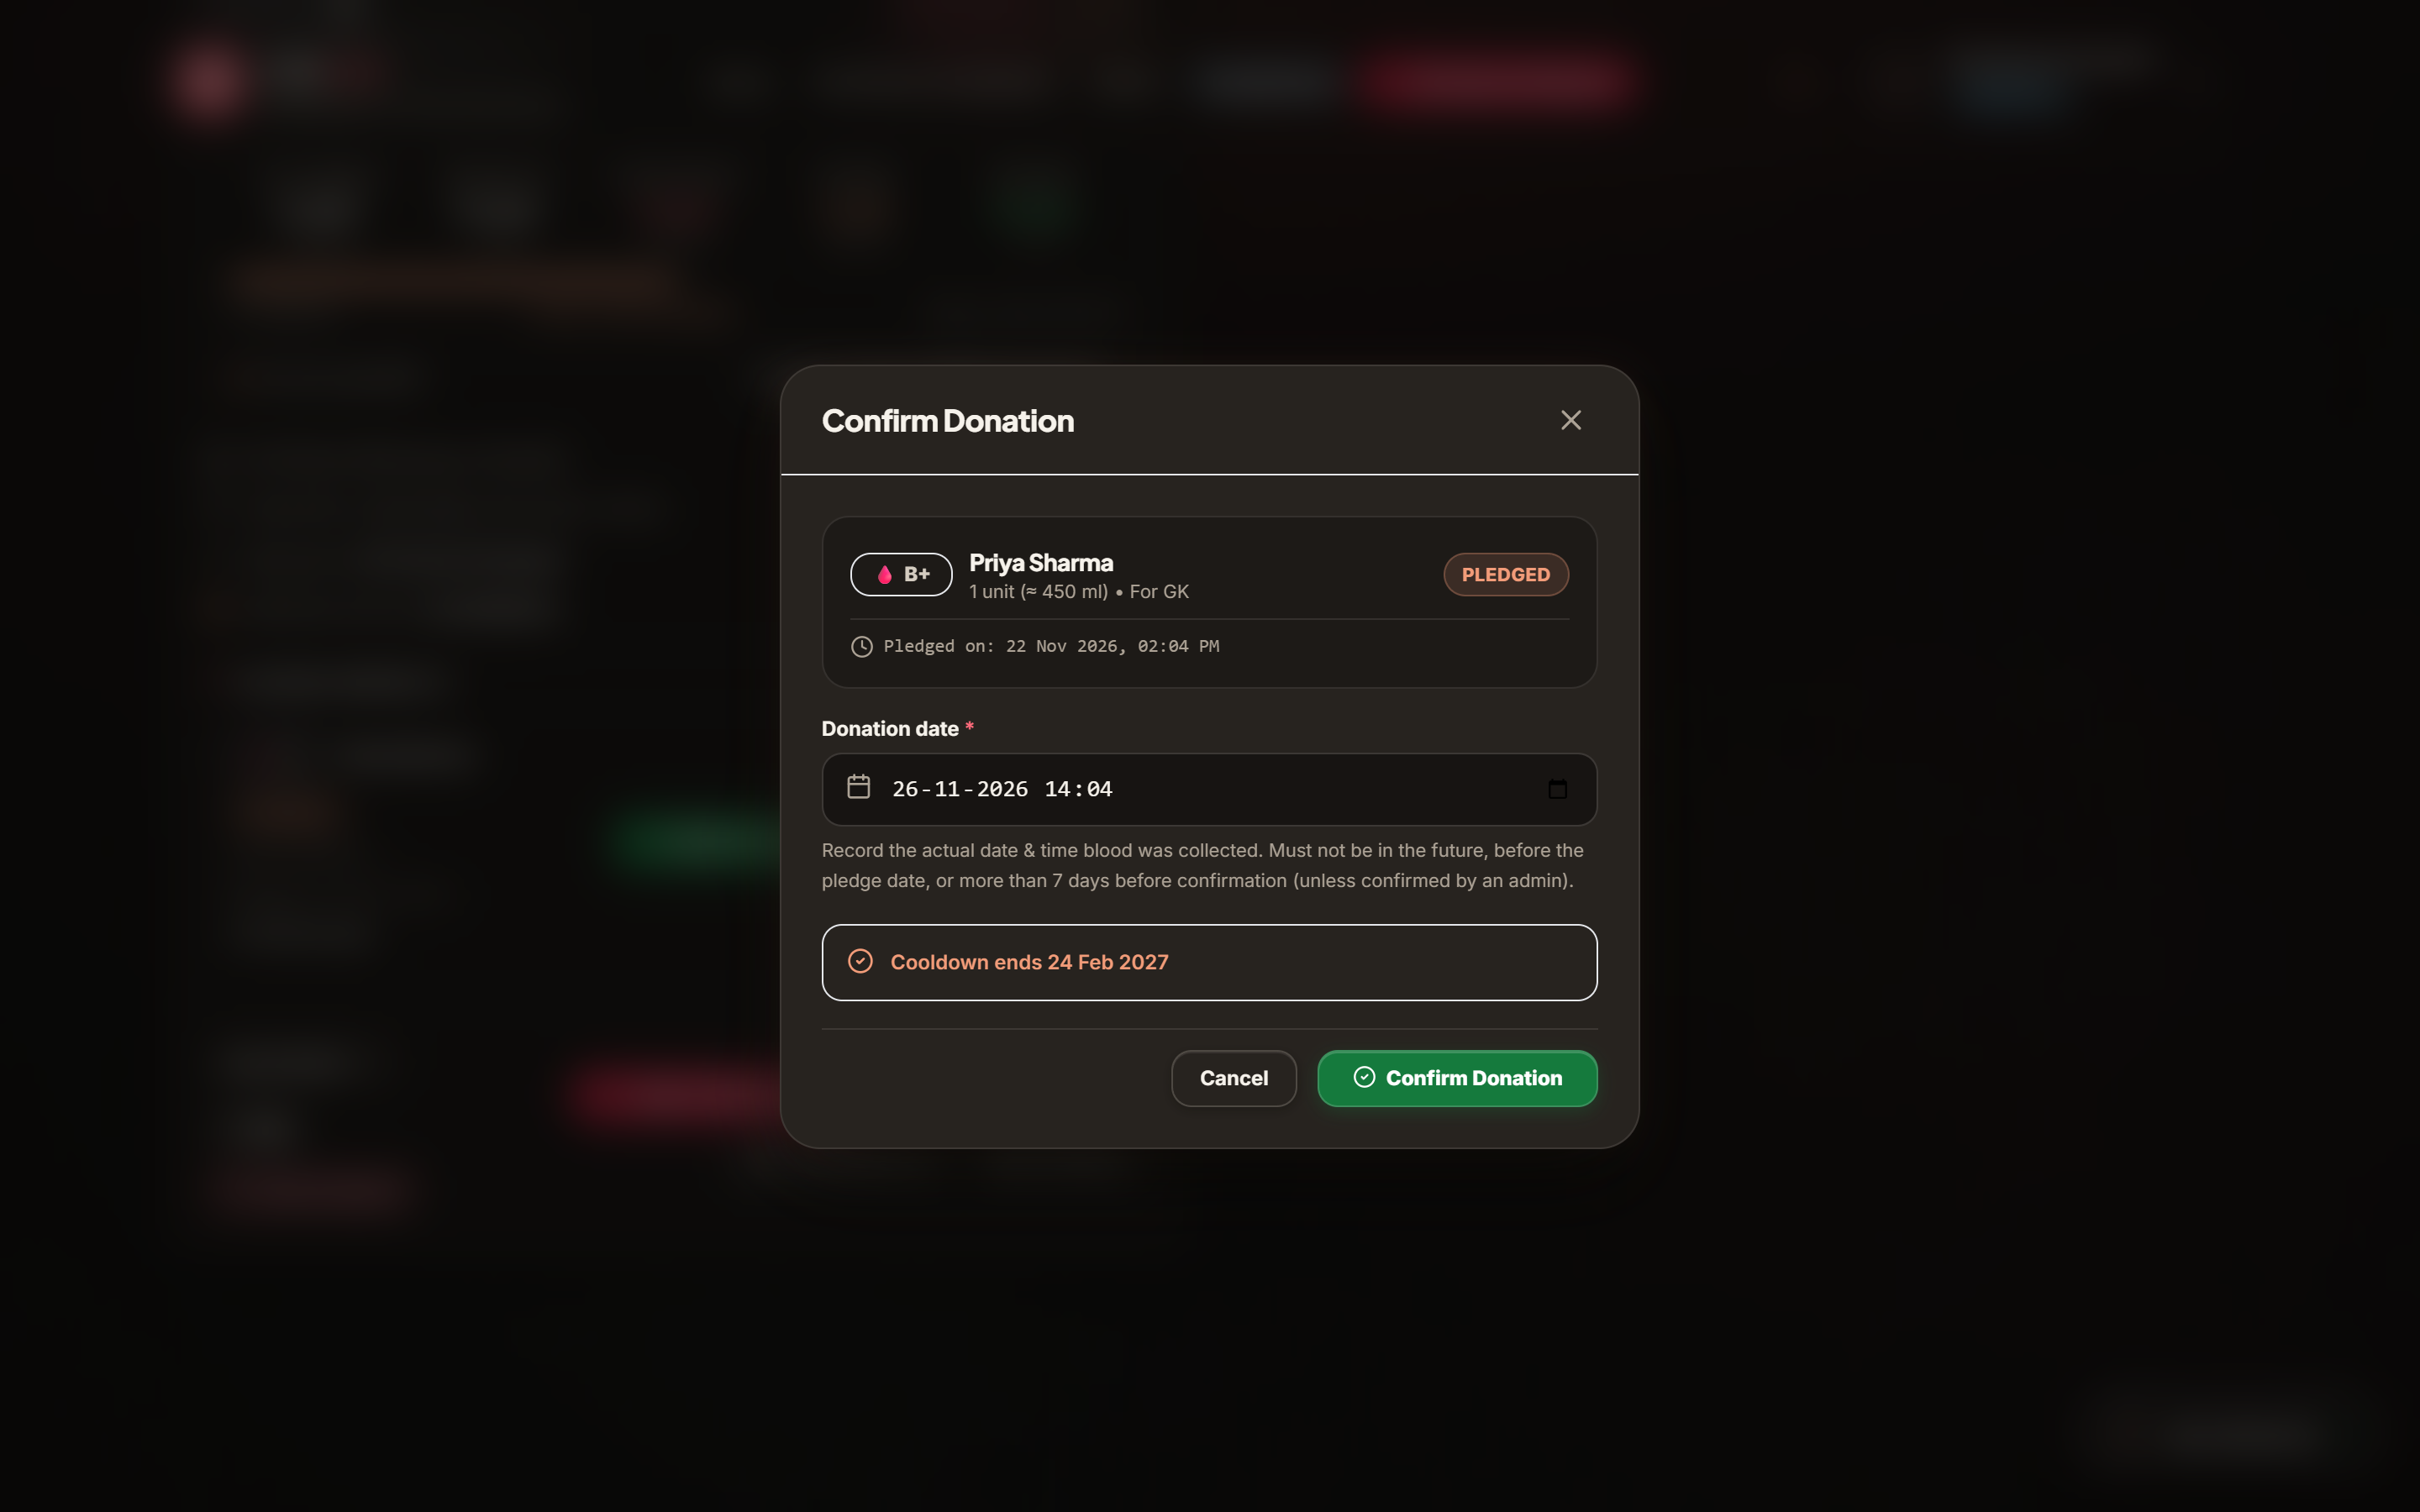 Confirm Donation
B+
Priya Sharma
1 unit (≈ 450 ml) • For GK
PLEDGED
Pledged on: 22 Nov 2026, 02:04 PM
Donation date *
26-11-2026 14:04
Record the actual date & time blood was collected. Must not be in the future, before the
pledge date, or more than 7 days before confirmation (unless confirmed by an admin).
Cooldown ends 24 Feb 2027
Cancel
Confirm Donation